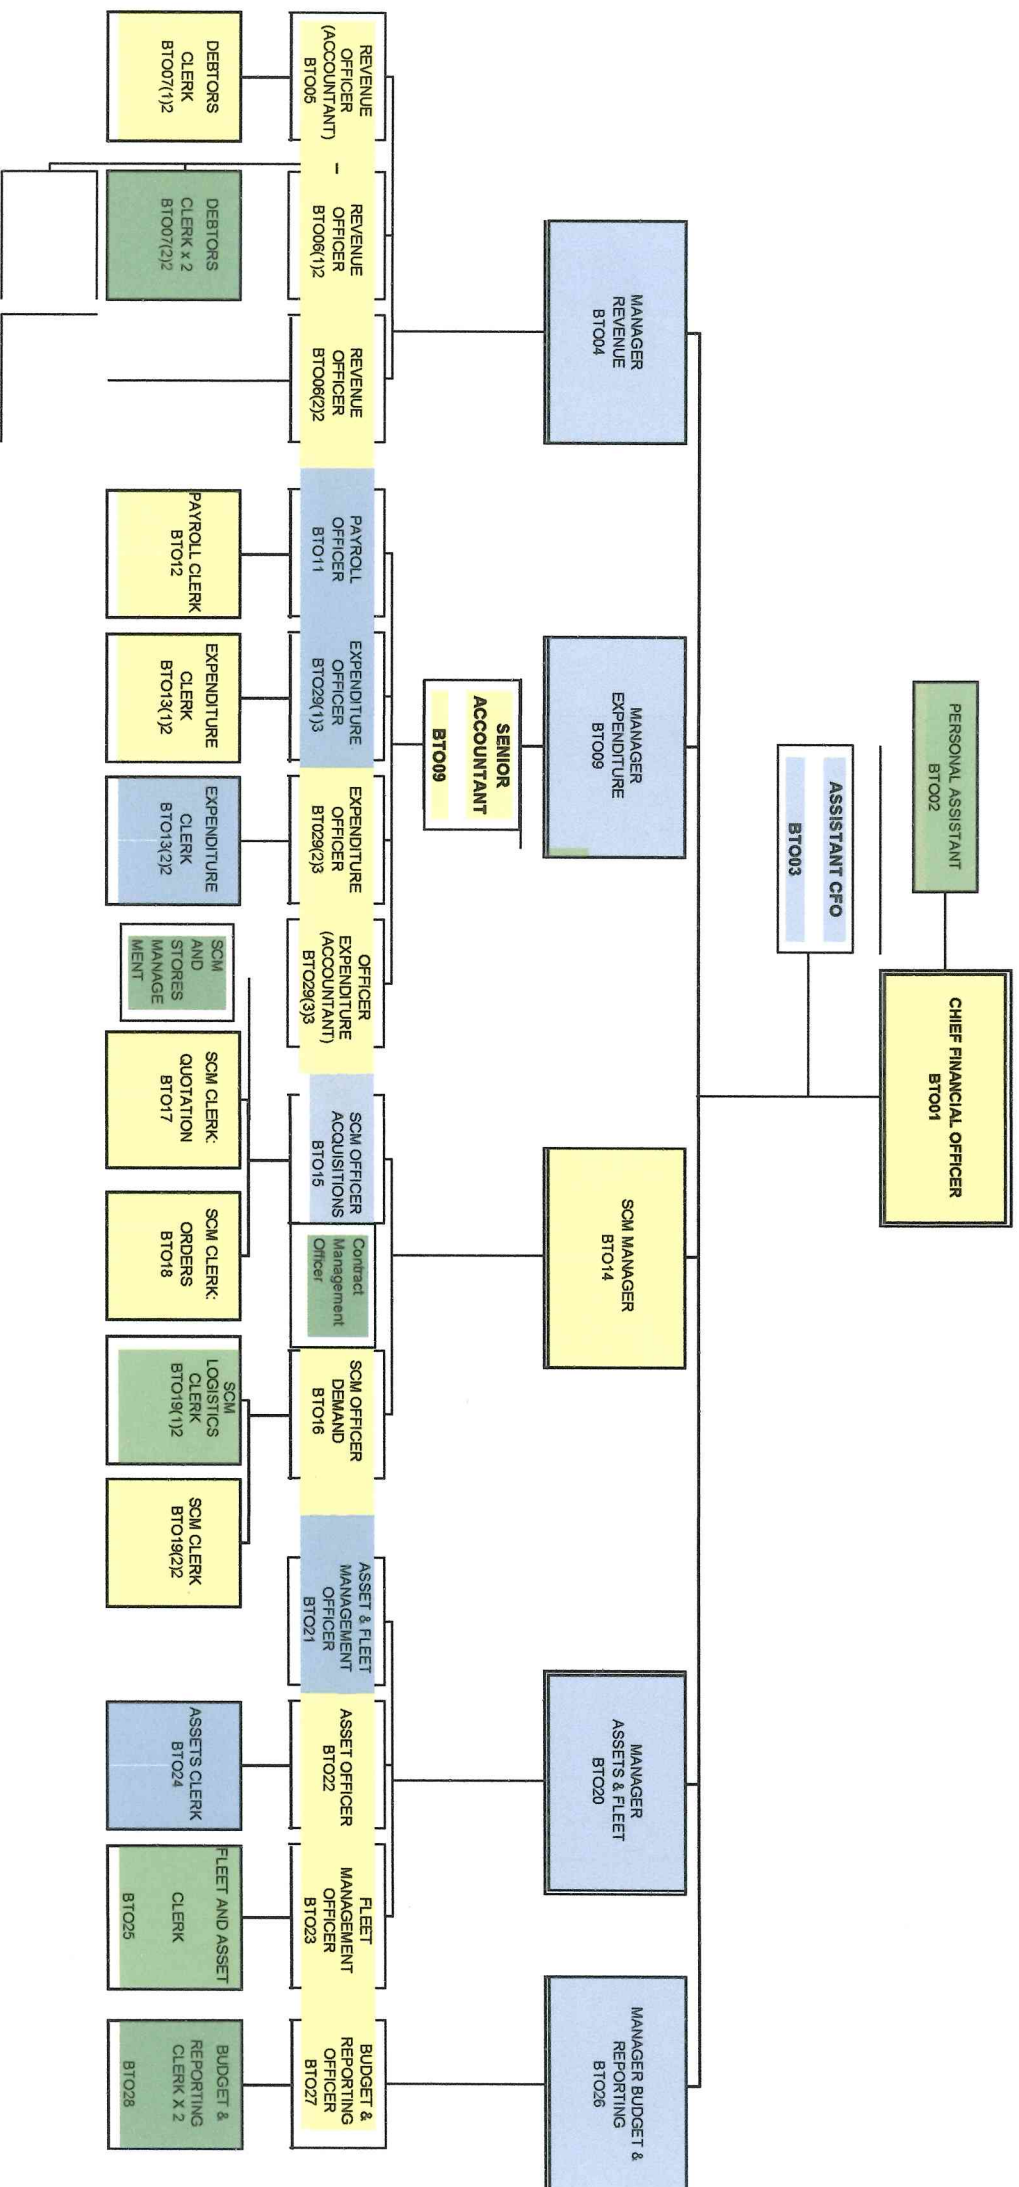 CHIEF FINANCIAL OFFICER
BTO01
PERSONAL ASSISTANT
BTO02
ASSISTANT CFO
BTO03
MANAGER
REVENUE
BTO04
MANAGER
EXPENDITURE
BTO09
SCM MANAGER
BTO14
MANAGER
ASSETS & FLEET
BTO20
MANAGER BUDGET &
REPORTING
BTO26
SENIOR
ACCOUNTANT
BTO09
REVENUE
OFFICER
(ACCOUNTANT)
BTO05
–
REVENUE
OFFICER
BTO06(1)2
REVENUE
OFFICER
BTO06(2)2
PAYROLL
OFFICER
BTO11
EXPENDITURE
OFFICER
BTO29(1)3
EXPENDITURE
OFFICER
BT029(2)3
OFFICER
EXPENDITURE
(ACCOUNTANT)
BTO29(3)3
SCM OFFICER
ACQUISITIONS
BTO15
Contract
Management
Officer
SCM OFFICER
DEMAND
BTO16
ASSET & FLEET
MANAGEMENT
OFFICER
BTO21
ASSET OFFICER
BTO22
FLEET
MANAGEMENT
OFFICER
BTO23
BUDGET &
REPORTING
OFFICER
BTO27
DEBTORS
CLERK
BTO07(1)2
DEBTORS
CLERK x 2
BTO07(2)2
PAYROLL CLERK
BTO12
EXPENDITURE
CLERK
BTO13(1)2
EXPENDITURE
CLERK
BTO13(2)2
SCM
AND
STORES
MANAGE
MENT
SCM CLERK:
QUOTATION
BTO17
SCM CLERK:
ORDERS
BTO18
SCM
LOGISTICS
CLERK
BTO19(1)2
SCM CLERK
BTO19(2)2
ASSETS CLERK
BTO24
FLEET AND ASSET
CLERK
BTO25
BUDGET &
REPORTING
CLERK X 2
BTO28